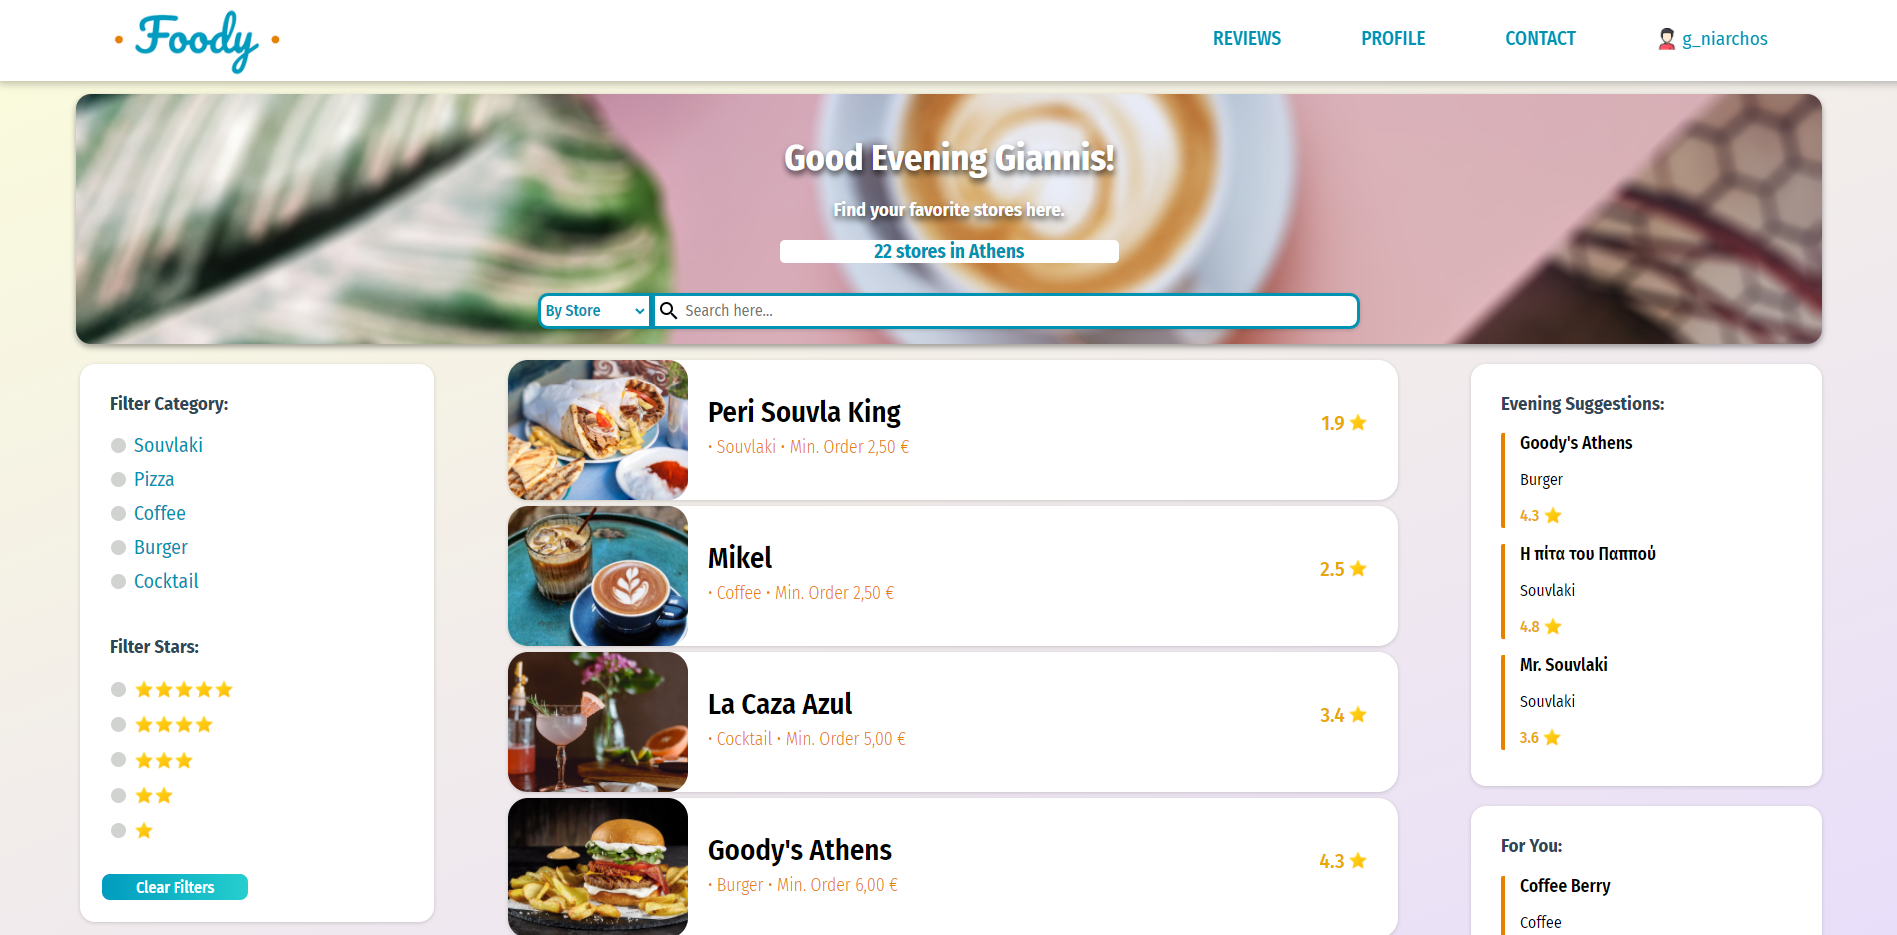 • Foody •
REVIEWS
PROFILE
CONTACT
g_niarchos
Good Evening Giannis!
Find your favorite stores here.
22 stores in Athens
By Store
Search here...
Filter Category:
Souvlaki
Pizza
Coffee
Burger
Cocktail
Filter Stars:
Clear Filters
Peri Souvla King
• Souvlaki • Min. Order 2,50 €
1.9
Mikel
• Coffee • Min. Order 2,50 €
2.5
La Caza Azul
• Cocktail • Min. Order 5,00 €
3.4
Goody's Athens
• Burger • Min. Order 6,00 €
4.3
Evening Suggestions:
Goody's Athens
Burger
4.3
Η πίτα του Παππού
Souvlaki
4.8
Mr. Souvlaki
Souvlaki
3.6
For You:
Coffee Berry
Coffee